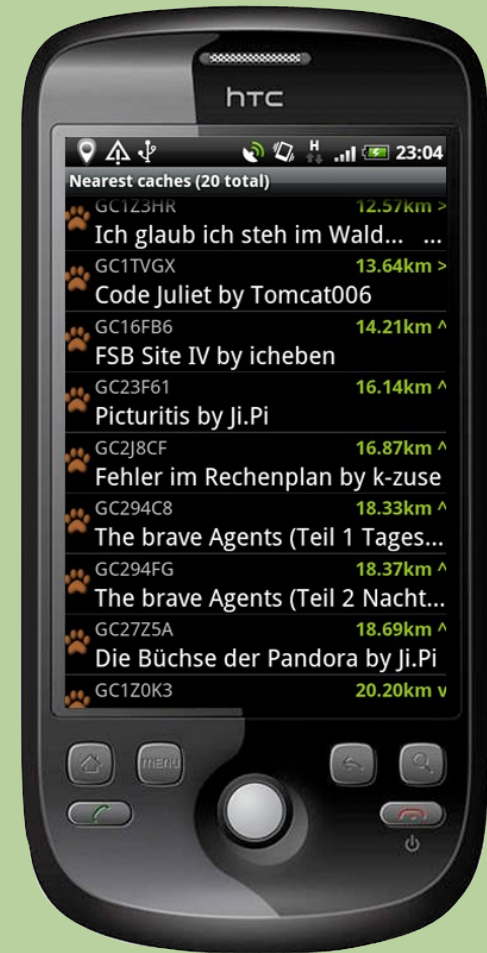 hTC
H 23:04
Nearest caches (20 total)
GC1Z3HR 12.57km >
Ich glaub ich steh im Wald... ...
GC1TVGX 13.64km >
Code Juliet by Tomcat006
GC16FB6 14.21km ^
FSB Site IV by icheben
GC23F61 16.14km ^
Picturitis by Ji.Pi
GC2J8CF 16.87km ^
Fehler im Rechenplan by k-zuse
GC294C8 18.33km ^
The brave Agents (Teil 1 Tages...
GC294FG 18.37km ^
The brave Agents (Teil 2 Nacht...
GC27Z5A 18.69km ^
Die Büchse der Pandora by Ji.Pi
GC1Z0K3 20.20km v
menu